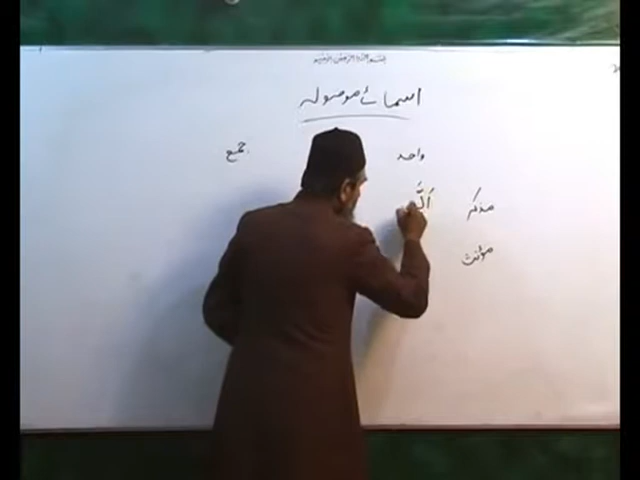 بسم اللہ الرحمن الرحیم
اسمائے موصولہ
واحد جمع
مذکر اَلَّ
مؤنث